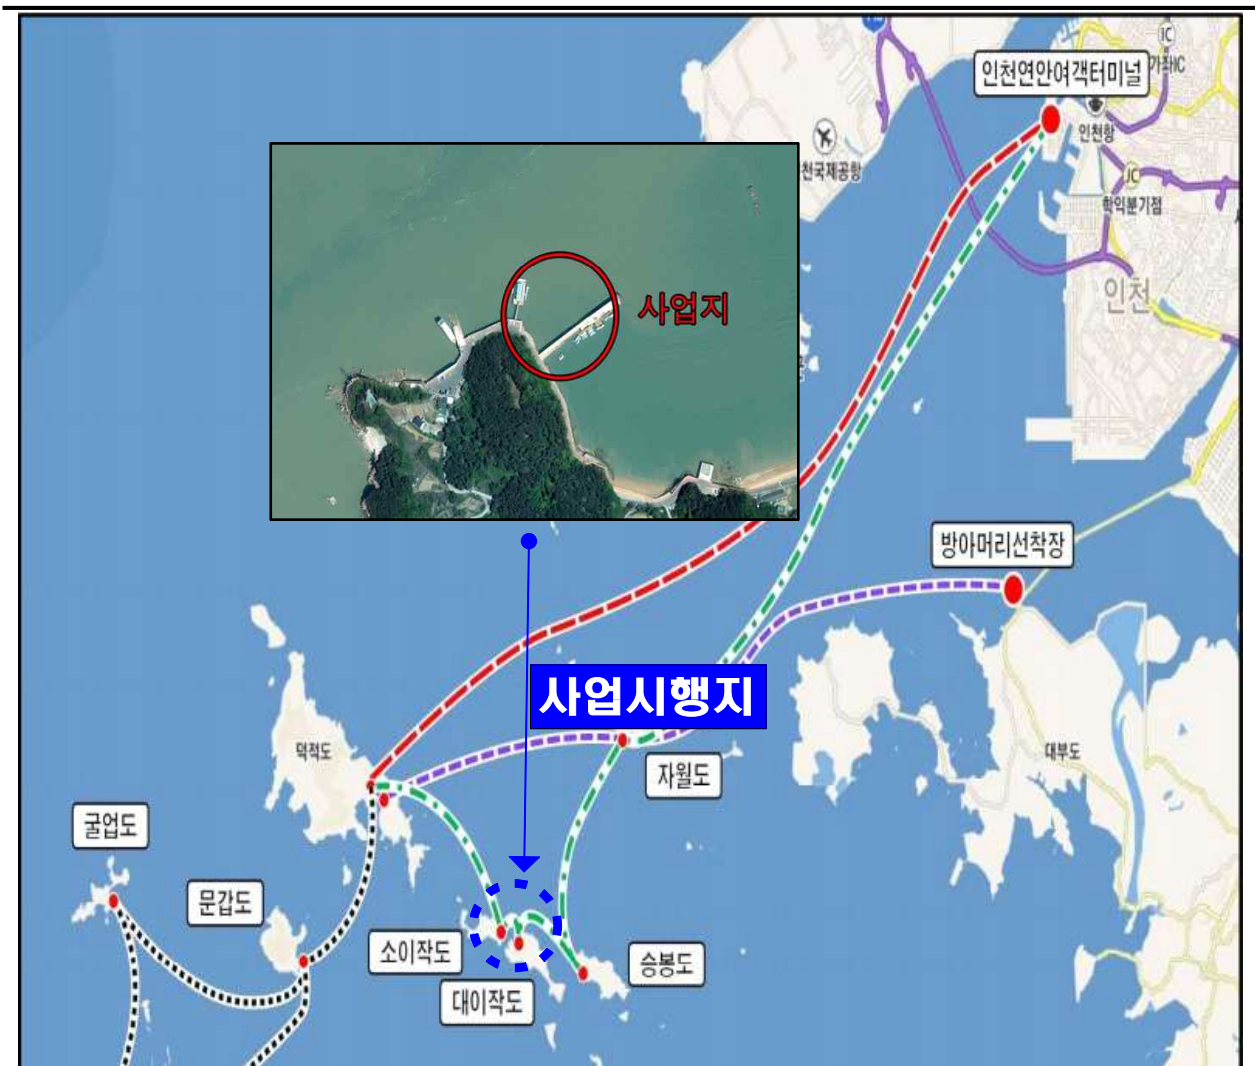 IC
가좌IC
인천연안여객터미널
인천항
천국제공항
JC
학익분기점
인천
사업지
방아머리선착장
사업시행지
덕적도
자월도
대부도
굴업도
문갑도
소이작도
승봉도
대이작도